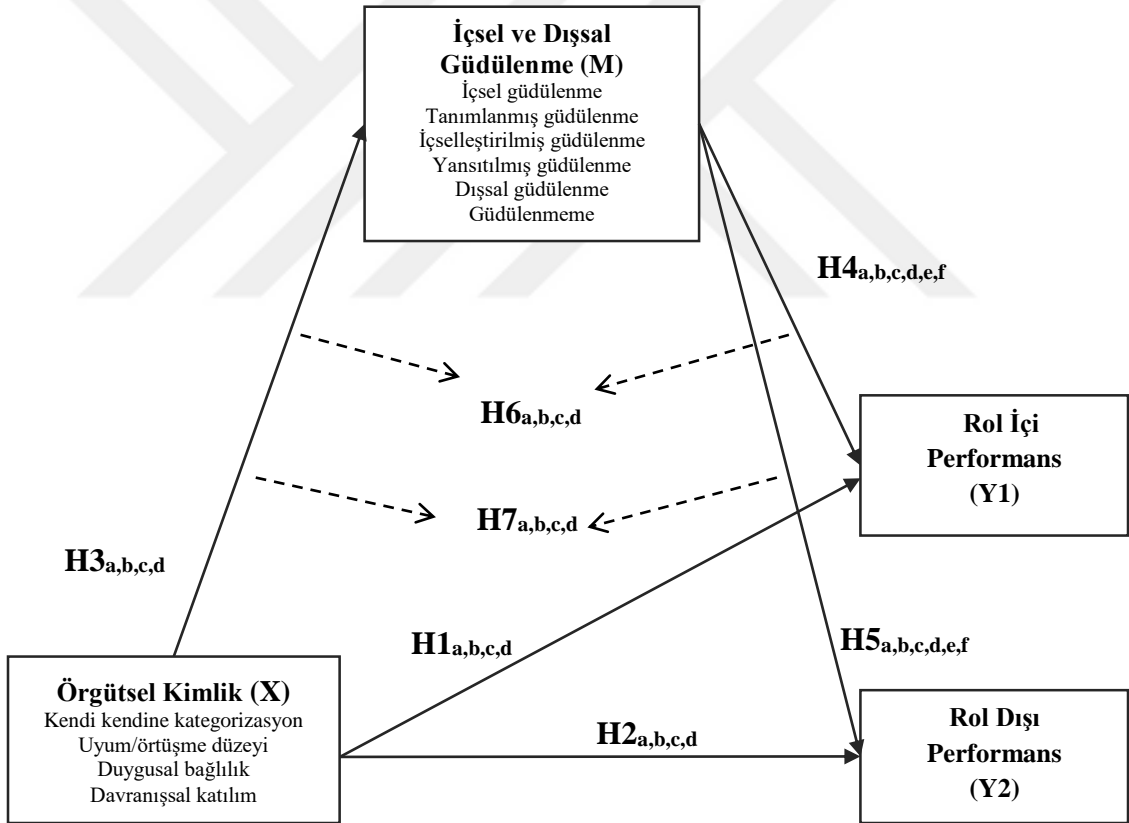 İçsel ve Dışsal
Güdülenme (M)
İçsel güdülenme
Tanımlanmış güdülenme
İçselleştirilmiş güdülenme
Yansıtılmış güdülenme
Dışsal güdülenme
Güdülenmeme
H4a,b,c,d,e,f
H6a,b,c,d
Rol İçi
Performans
(Y1)
H7a,b,c,d
H3a,b,c,d
H1a,b,c,d
H5a,b,c,d,e,f
Örgütsel Kimlik (X)
Kendi kendine kategorizasyon
Uyum/örtüşme düzeyi
Duygusal bağlılık
Davranışsal katılım
H2a,b,c,d
Rol Dışı
Performans
(Y2)